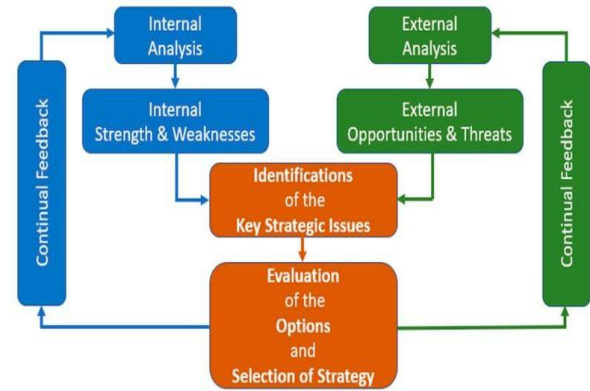 Internal
Analysis
External
Analysis
Internal
Strength & Weaknesses
External
Opportunities & Threats
Continual Feedback
Continual Feedback
Identifications
of the
Key Strategic Issues
Evaluation
of the
Options
and
Selection of Strategy